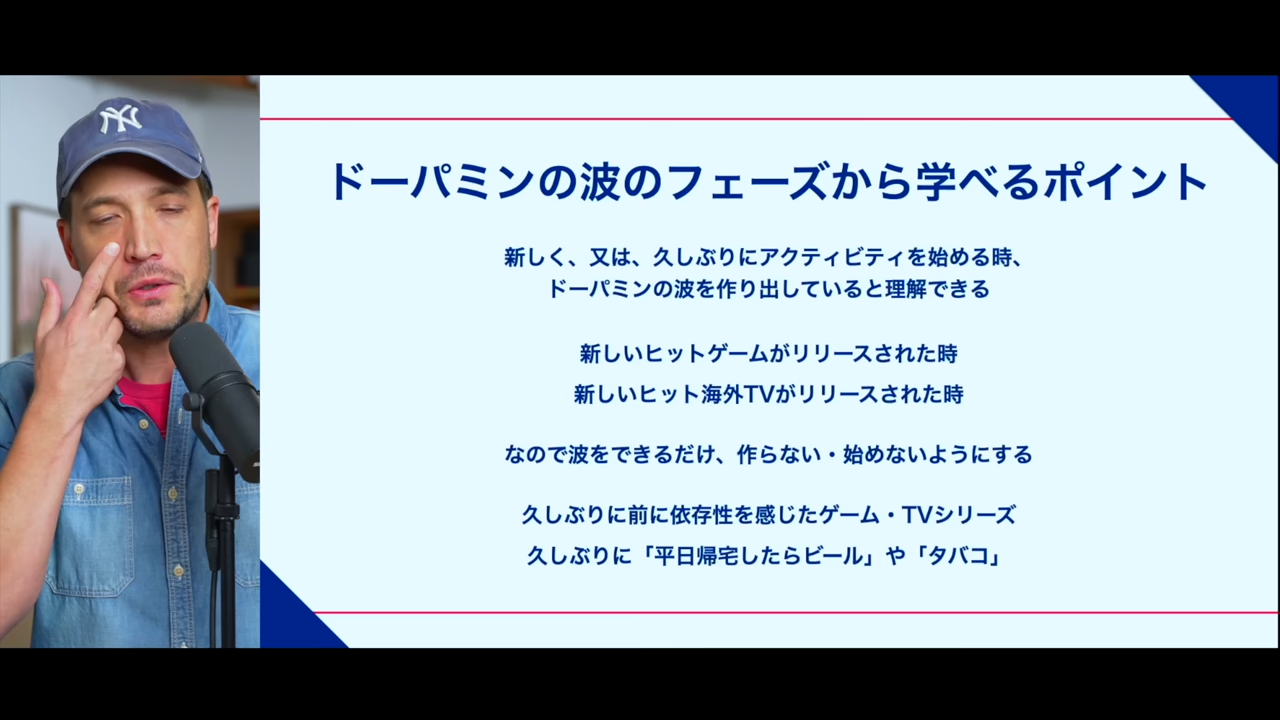 NY
ドーパミンの波のフェーズから学べるポイント
新しく、又は、久しぶりにアクティビティを始める時、
ドーパミンの波を作り出していると理解できる
新しいヒットゲームがリリースされた時
新しいヒット海外TVがリリースされた時
なので波をできるだけ、作らない・始めないようにする
久しぶりに前に依存性を感じたゲーム・TVシリーズ
久しぶりに「平日帰宅したらビール」や「タバコ」